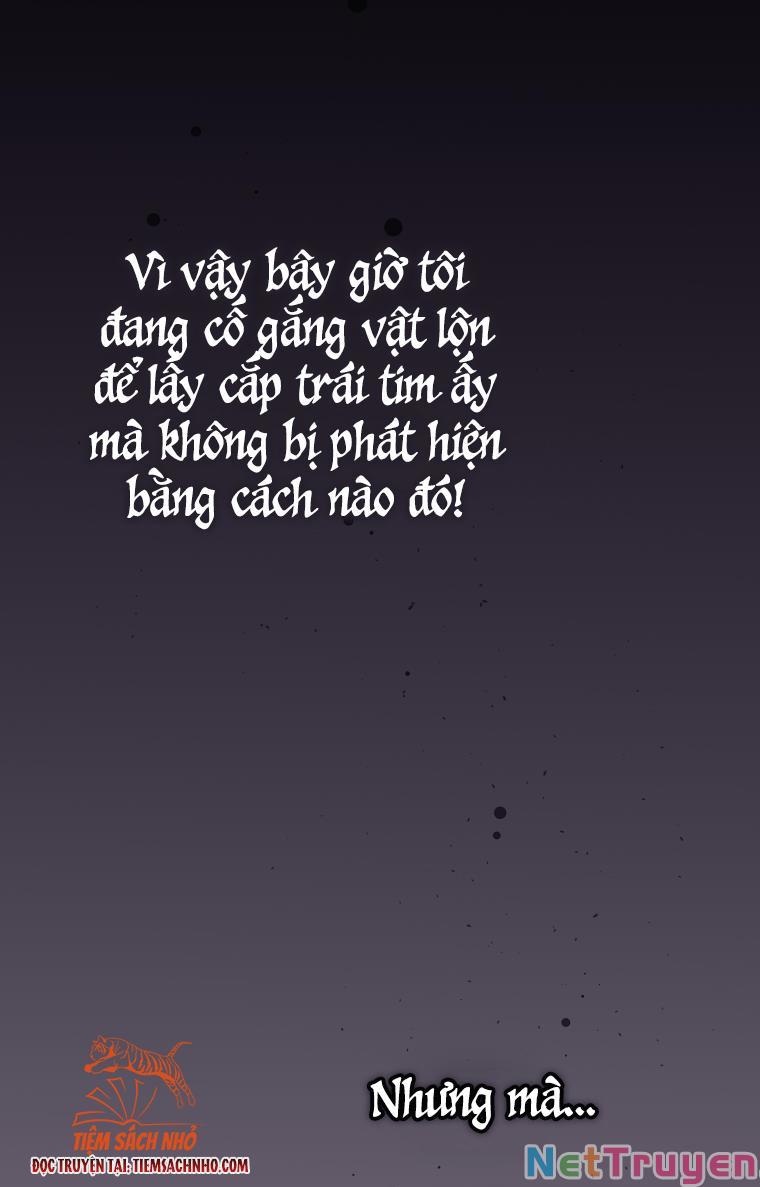 Vì vậy bây giờ tôi
đang cố gắng vật lộn
để lấy cắp trái tim ấy
mà không bị phát hiện
bằng cách nào đó!
Nhưng mà...
TIỆM SÁCH NHỎ
ĐỌC TRUYỆN TẠI: TIEMSACHNHO.COM
NetTruyen